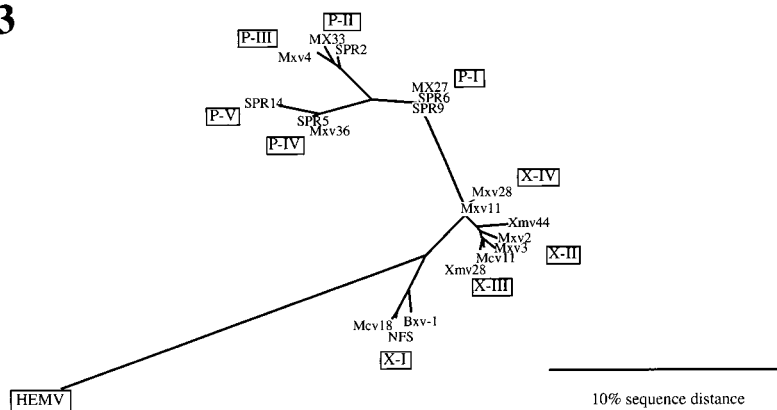 3
P-II
P-III
MX33
SPR2
Mxv4
P-I
MX27
SPR6
SPR9
SPR14
P-V
SPR5
Mxv36
P-IV
X-IV
Mxv28
Mxv11
Xmv44
Mxv2
Mxv3
Mcv11
X-II
Xmv28
X-III
Mcv18
Bxv-1
NFS
X-I
HEMV
10% sequence distance